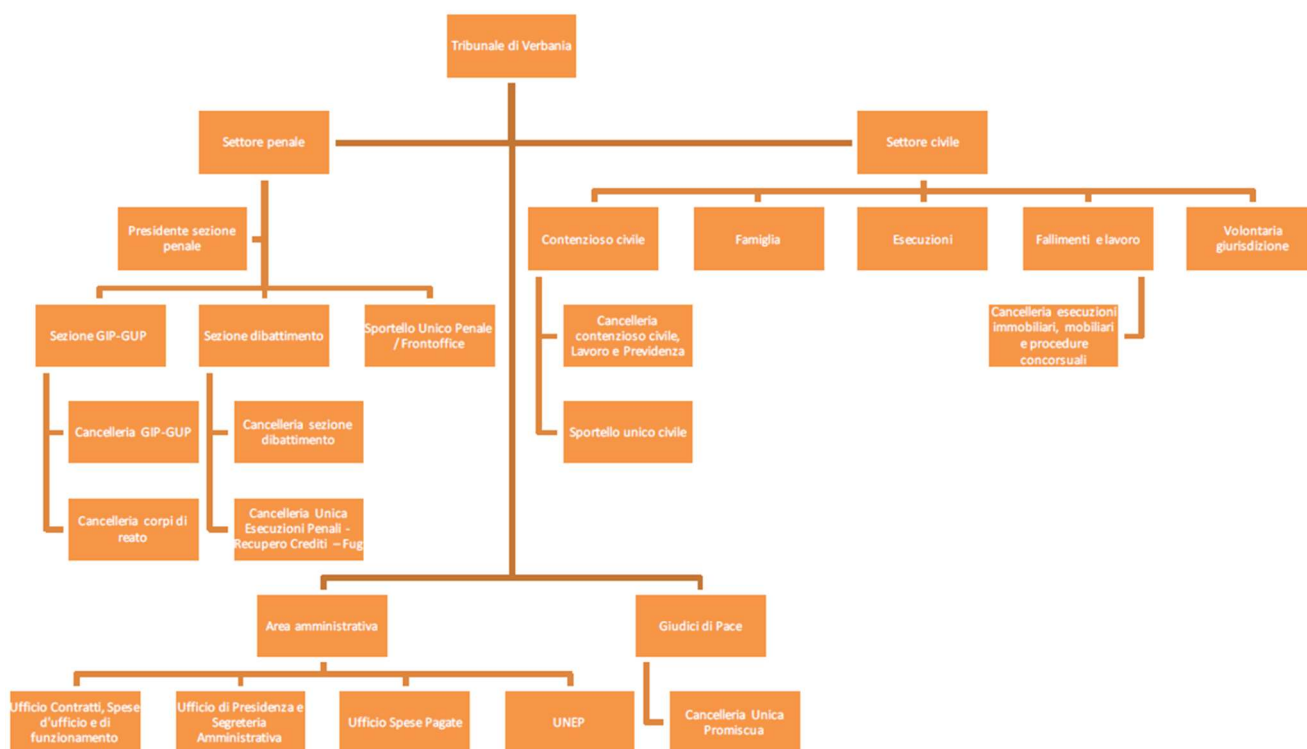 Tribunale di Verbania
Settore penale
Settore civile
Presidente sezione
penale
Contenzioso civile
Famiglia
Esecuzioni
Fallimenti e lavoro
Volontaria
giurisdizione
Sezione GIP-GUP
Sezione dibattimento
Sportello Unico Penale
/ Frontoffice
Cancelleria
contenzioso civile,
Lavoro e Previdenza
Cancelleria esecuzioni
immobiliari, mobiliari
e procedure
concorsuali
Cancelleria GIP-GUP
Cancelleria sezione
dibattimento
Sportello unico civile
Cancelleria corpi di
reato
Cancelleria Unica
Esecuzioni Penali -
Recupero Crediti – Fug
Area amministrativa
Giudici di Pace
Ufficio Contratti, Spese
d'ufficio e di
funzionamento
Ufficio di Presidenza e
Segreteria
Amministrativa
Ufficio Spese Pagate
UNEP
Cancelleria Unica
Promiscua